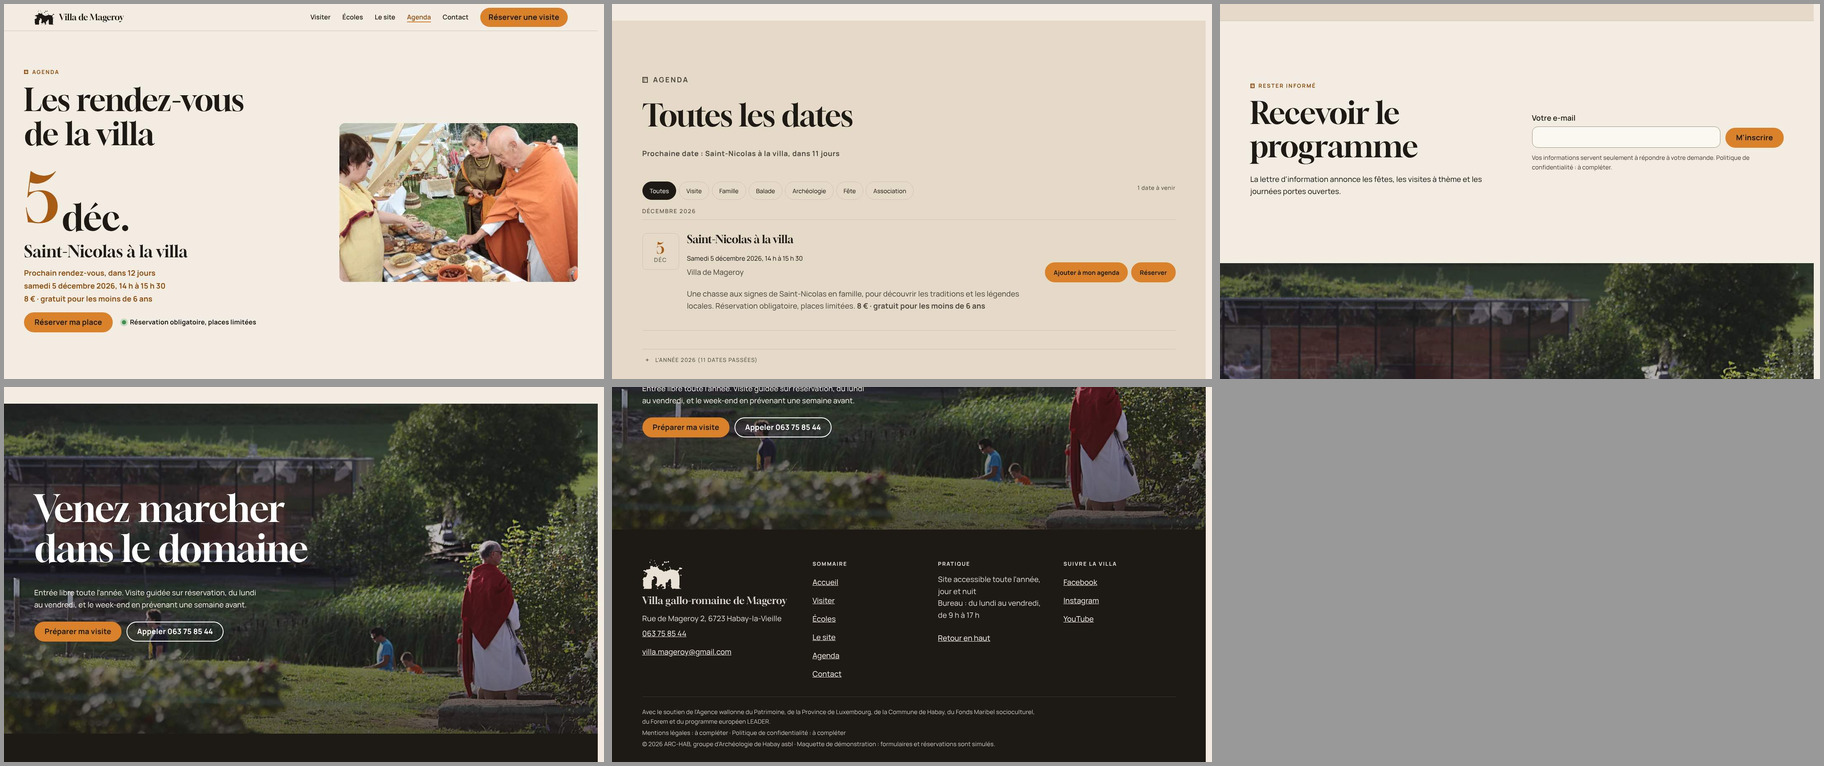 Villa de Mageroy
Visiter
Écoles
Le site
Agenda
Contact
Réserver une visite
AGENDA
Les rendez-vous
de la villa
5 déc.
Saint-Nicolas à la villa
Prochain rendez-vous, dans 12 jours
samedi 5 décembre 2026, 14 h à 15 h 30
8 € · gratuit pour les moins de 6 ans
Réserver ma place
Réservation obligatoire, places limitées
AGENDA
Toutes les dates
Prochaine date : Saint-Nicolas à la villa, dans 11 jours
Toutes
Visite
Famille
Balade
Archéologie
Fête
Association
1 date à venir
DÉCEMBRE 2026
5
DÉC
Saint-Nicolas à la villa
Samedi 5 décembre 2026, 14 h à 15 h 30
Villa de Mageroy
Ajouter à mon agenda
Réserver
Une chasse aux signes de Saint-Nicolas en famille, pour découvrir les traditions et les légendes
locales. Réservation obligatoire, places limitées. 8 € · gratuit pour les moins de 6 ans
+ L'ANNÉE 2026 (11 DATES PASSÉES)
RESTER INFORMÉ
Recevoir le
programme
La lettre d'information annonce les fêtes, les visites à thème et les
journées portes ouvertes.
Votre e-mail
M'inscrire
Vos informations servent seulement à répondre à votre demande. Politique de
confidentialité : à compléter.
Venez marcher
dans le domaine
Entrée libre toute l'année. Visite guidée sur réservation, du lundi
au vendredi, et le week-end en prévenant une semaine avant.
Préparer ma visite
Appeler 063 75 85 44
Entrée libre toute l'année. Visite guidée sur réservation, du lundi
au vendredi, et le week-end en prévenant une semaine avant.
Préparer ma visite
Appeler 063 75 85 44
Villa gallo-romaine de Mageroy
Rue de Mageroy 2, 6723 Habay-la-Vieille
063 75 85 44
villa.mageroy@gmail.com
SOMMAIRE
Accueil
Visiter
Écoles
Le site
Agenda
Contact
PRATIQUE
Site accessible toute l'année,
jour et nuit
Bureau : du lundi au vendredi,
de 9 h à 17 h
Retour en haut
SUIVRE LA VILLA
Facebook
Instagram
YouTube
Avec le soutien de l'Agence wallonne du Patrimoine, de la Province de Luxembourg, de la Commune de Habay, du Fonds Maribel socioculturel,
du Forem et du programme européen LEADER.
Mentions légales : à compléter · Politique de confidentialité : à compléter
© 2026 ARC-HAB, groupe d'Archéologie de Habay asbl · Maquette de démonstration : formulaires et réservations sont simulés.